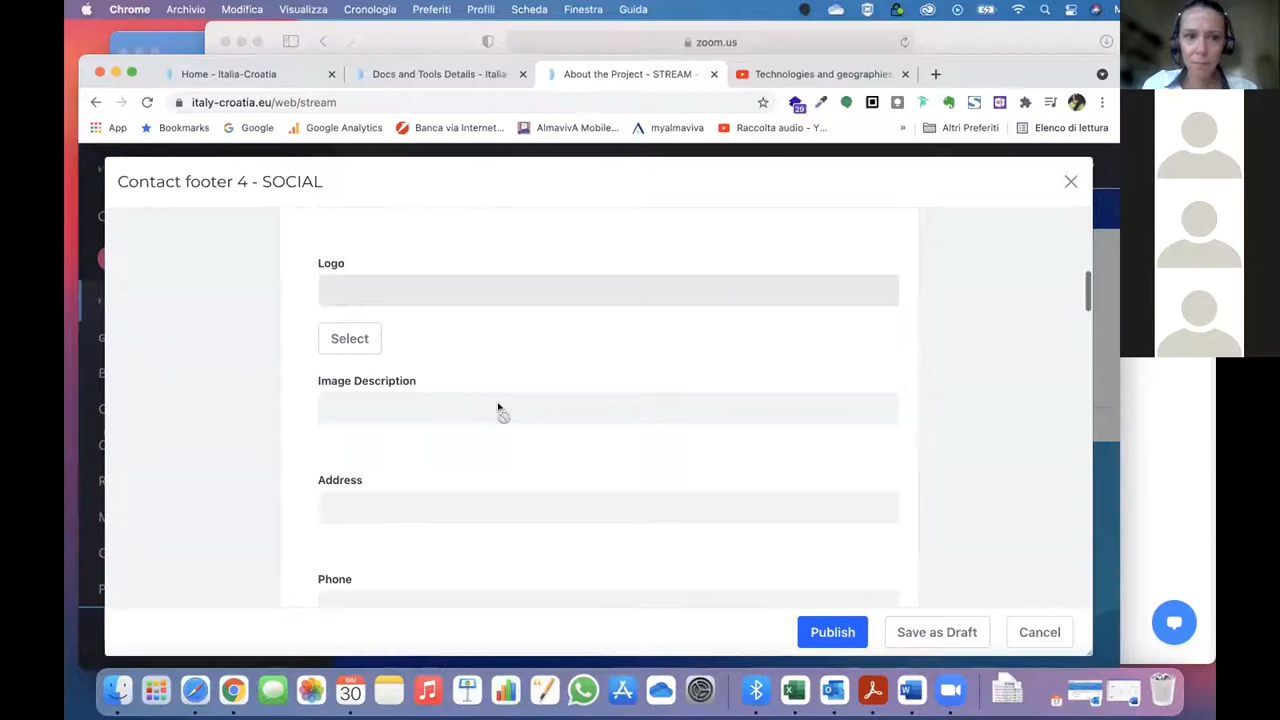 Chrome Archivio Modifica Visualizza Cronologia Preferiti Profili Scheda Finestra Guida
zoom.us
Home - Italia-Croatia
Docs and Tools Details - Italia
About the Project - STREAM -
Technologies and geographies
italy-croatia.eu/web/stream
29
App Bookmarks Google Google Analytics Banca via Internet... AlmavivA Mobile... myalmaviva Raccolta audio - Y... » Altri Preferiti Elenco di lettura
Contact footer 4 - SOCIAL
Logo
Select
Image Description
Address
Phone
Publish
Save as Draft
Cancel
30